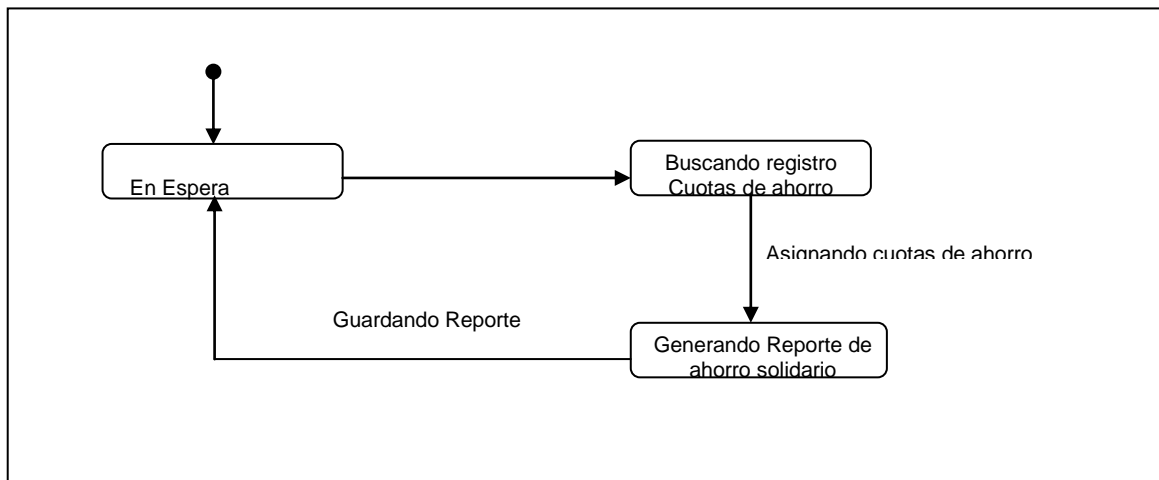 En Espera
Buscando registro
Cuotas de ahorro
Asignando cuotas de ahorro
Guardando Reporte
Generando Reporte de
ahorro solidario